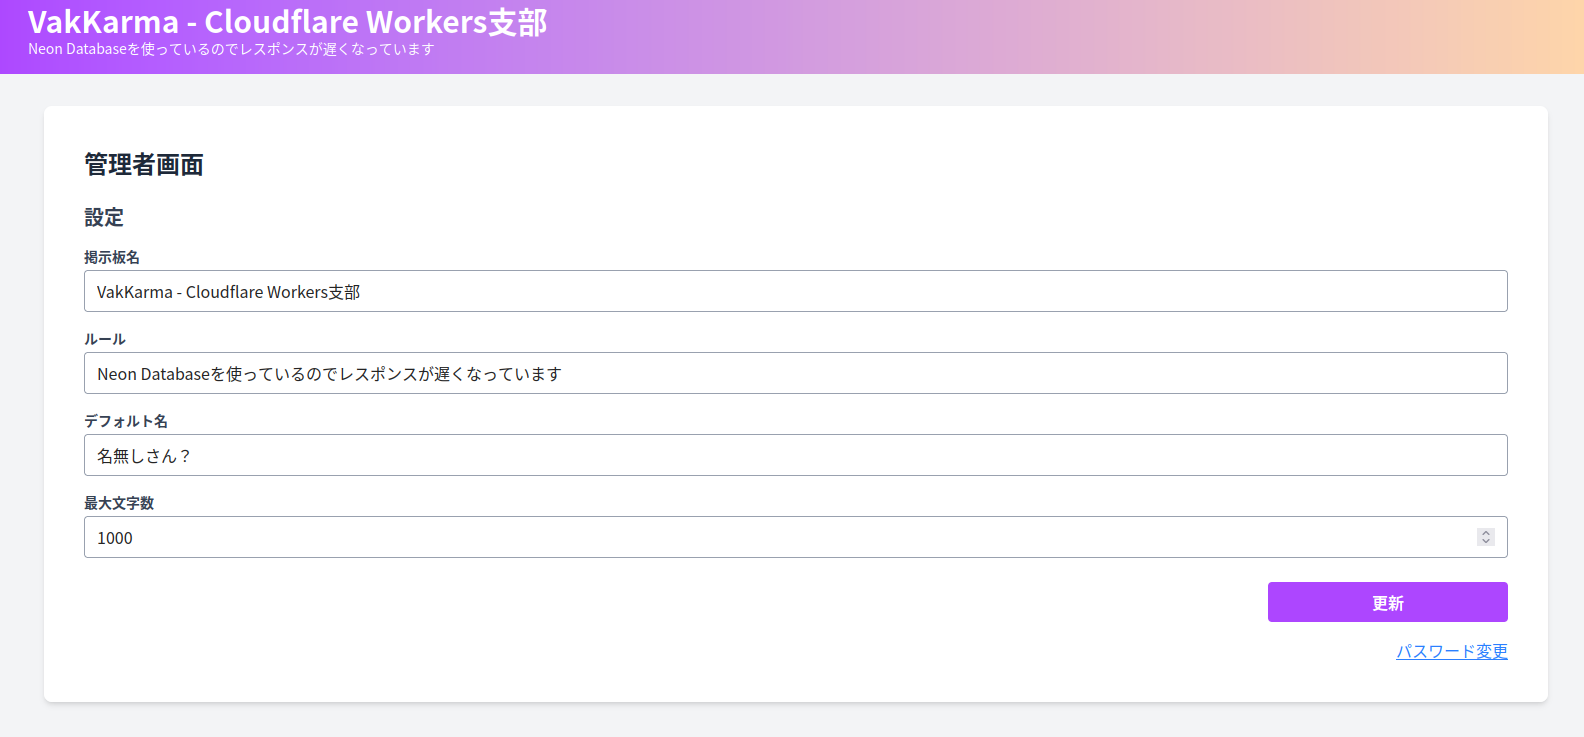 VakKarma - Cloudflare Workers支部
Neon Databaseを使っているのでレスポンスが遅くなっています
管理者画面
設定
掲示板名
VakKarma - Cloudflare Workers支部
ルール
Neon Databaseを使っているのでレスポンスが遅くなっています
デフォルト名
名無しさん？
最大文字数
1000
更新
パスワード変更